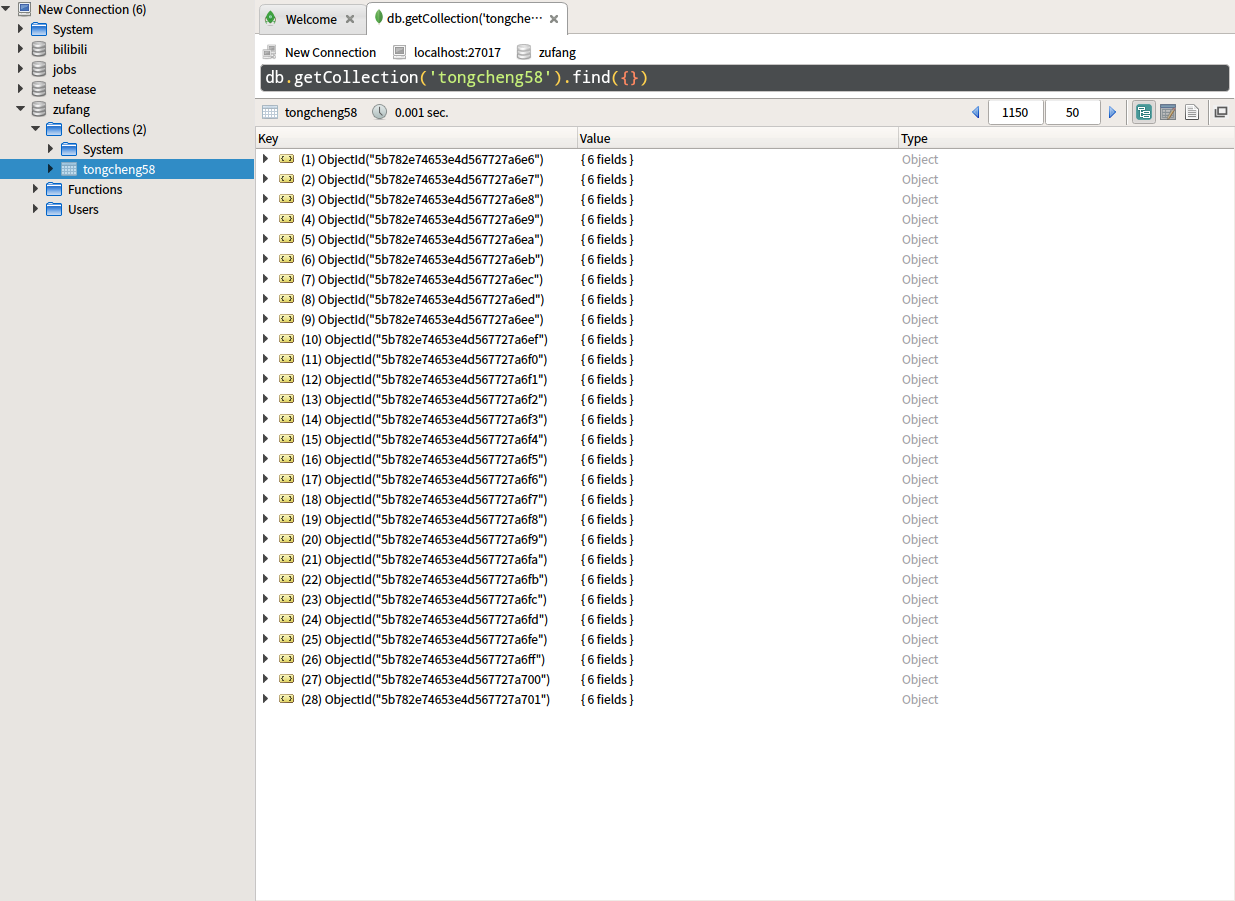 New Connection (6)
System
bilibili
jobs
netease
zufang
Collections (2)
System
tongcheng58
Functions
Users
Welcome
db.getCollection('tongche···
New Connection localhost:27017 zufang
db.getCollection('tongcheng58').find({})
tongcheng58 0.001 sec. 1150 50
Key Value Type
(1) ObjectId("5b782e74653e4d567727a6e6") { 6 fields } Object
(2) ObjectId("5b782e74653e4d567727a6e7") { 6 fields } Object
(3) ObjectId("5b782e74653e4d567727a6e8") { 6 fields } Object
(4) ObjectId("5b782e74653e4d567727a6e9") { 6 fields } Object
(5) ObjectId("5b782e74653e4d567727a6ea") { 6 fields } Object
(6) ObjectId("5b782e74653e4d567727a6eb") { 6 fields } Object
(7) ObjectId("5b782e74653e4d567727a6ec") { 6 fields } Object
(8) ObjectId("5b782e74653e4d567727a6ed") { 6 fields } Object
(9) ObjectId("5b782e74653e4d567727a6ee") { 6 fields } Object
(10) ObjectId("5b782e74653e4d567727a6ef") { 6 fields } Object
(11) ObjectId("5b782e74653e4d567727a6f0") { 6 fields } Object
(12) ObjectId("5b782e74653e4d567727a6f1") { 6 fields } Object
(13) ObjectId("5b782e74653e4d567727a6f2") { 6 fields } Object
(14) ObjectId("5b782e74653e4d567727a6f3") { 6 fields } Object
(15) ObjectId("5b782e74653e4d567727a6f4") { 6 fields } Object
(16) ObjectId("5b782e74653e4d567727a6f5") { 6 fields } Object
(17) ObjectId("5b782e74653e4d567727a6f6") { 6 fields } Object
(18) ObjectId("5b782e74653e4d567727a6f7") { 6 fields } Object
(19) ObjectId("5b782e74653e4d567727a6f8") { 6 fields } Object
(20) ObjectId("5b782e74653e4d567727a6f9") { 6 fields } Object
(21) ObjectId("5b782e74653e4d567727a6fa") { 6 fields } Object
(22) ObjectId("5b782e74653e4d567727a6fb") { 6 fields } Object
(23) ObjectId("5b782e74653e4d567727a6fc") { 6 fields } Object
(24) ObjectId("5b782e74653e4d567727a6fd") { 6 fields } Object
(25) ObjectId("5b782e74653e4d567727a6fe") { 6 fields } Object
(26) ObjectId("5b782e74653e4d567727a6ff") { 6 fields } Object
(27) ObjectId("5b782e74653e4d567727a700") { 6 fields } Object
(28) ObjectId("5b782e74653e4d567727a701") { 6 fields } Object